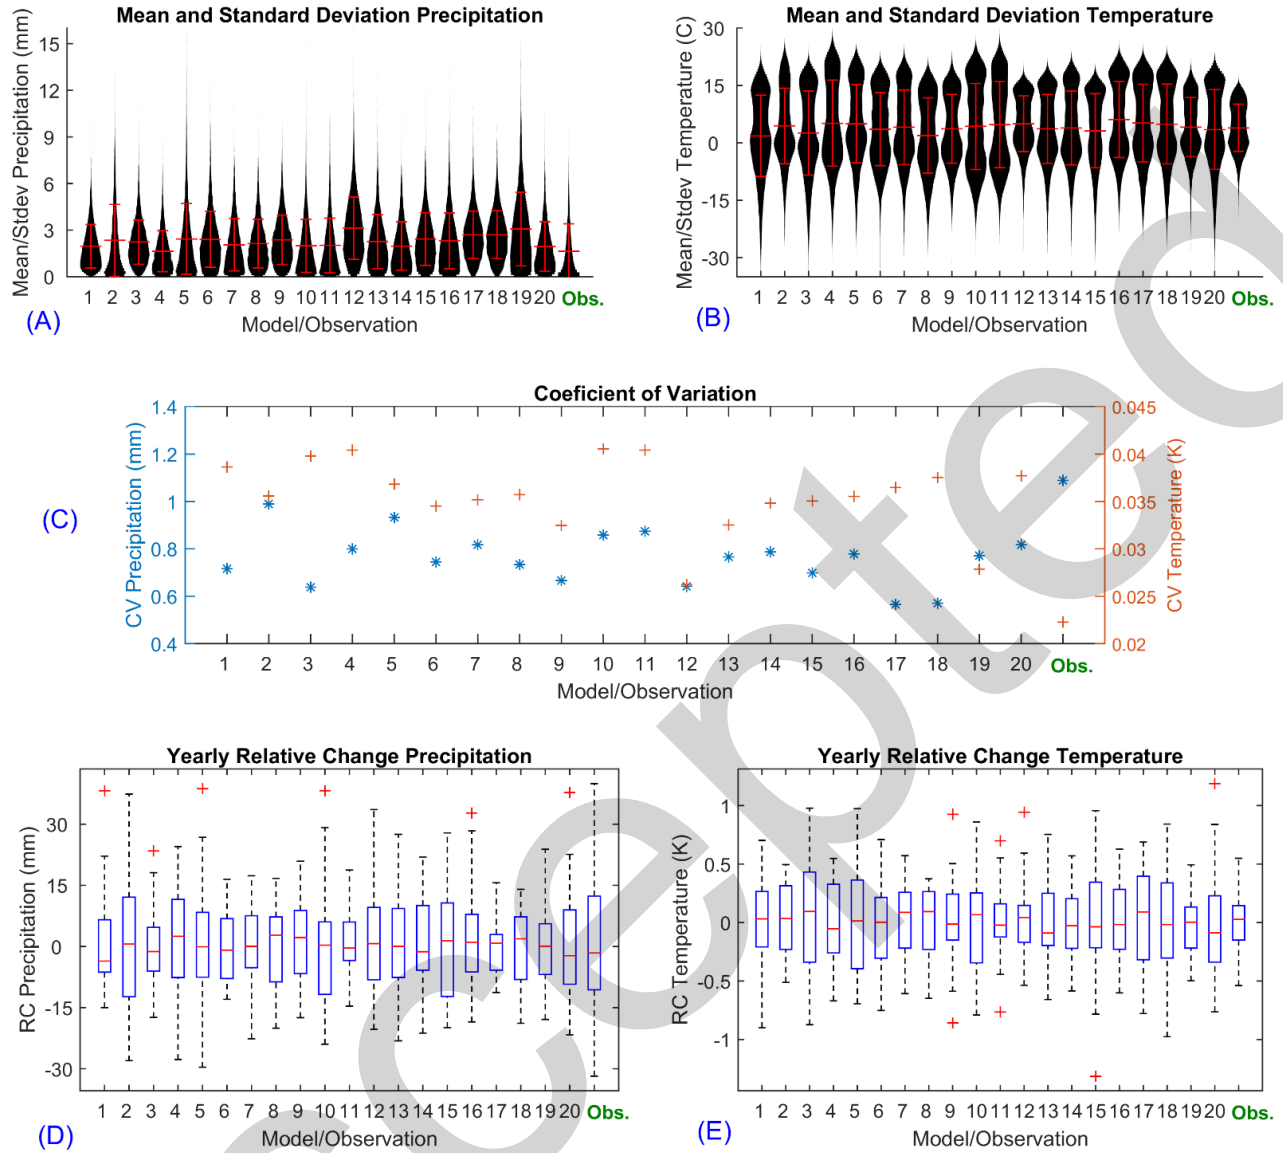 Mean and Standard Deviation Precipitation
Mean/Stdev Precipitation (mm)
15
12
9
6
3
0
1 2 3 4 5 6 7 8 9 10 11 12 13 14 15 16 17 18 19 20 Obs.
Model/Observation
(A)
Mean and Standard Deviation Temperature
Mean/Stdev Temperature (C)
30
15
0
-15
-30
1 2 3 4 5 6 7 8 9 10 11 12 13 14 15 16 17 18 19 20 Obs.
Model/Observation
(B)
Coeficient of Variation
CV Precipitation (mm)
1.4
1.2
1
0.8
0.6
0.4
CV Temperature (K)
0.045
0.04
0.035
0.03
0.025
0.02
1 2 3 4 5 6 7 8 9 10 11 12 13 14 15 16 17 18 19 20 Obs.
Model/Observation
(C)
Yearly Relative Change Precipitation
RC Precipitation (mm)
30
15
0
-15
-30
1 2 3 4 5 6 7 8 9 10 11 12 13 14 15 16 17 18 19 20 Obs.
Model/Observation
(D)
Yearly Relative Change Temperature
RC Temperature (K)
1
0.5
0
-0.5
-1
1 2 3 4 5 6 7 8 9 10 11 12 13 14 15 16 17 18 19 20 Obs.
Model/Observation
(E)
ccepted